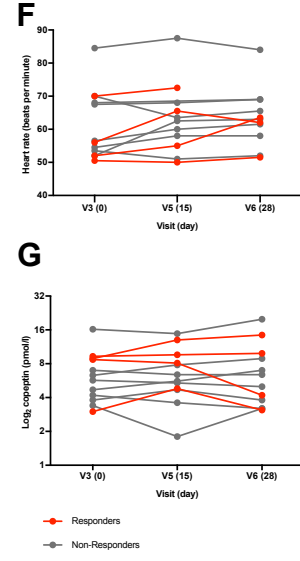 F
Heart rate (beats per minute)
90
80
70
60
50
40
V3 (0) V5 (15) V6 (28)
Visit (day)
G
Log2 copeptin (pmol/l)
32
16
8
4
2
1
V3 (0) V5 (15) V6 (28)
Visit (day)
Responders
Non-Responders